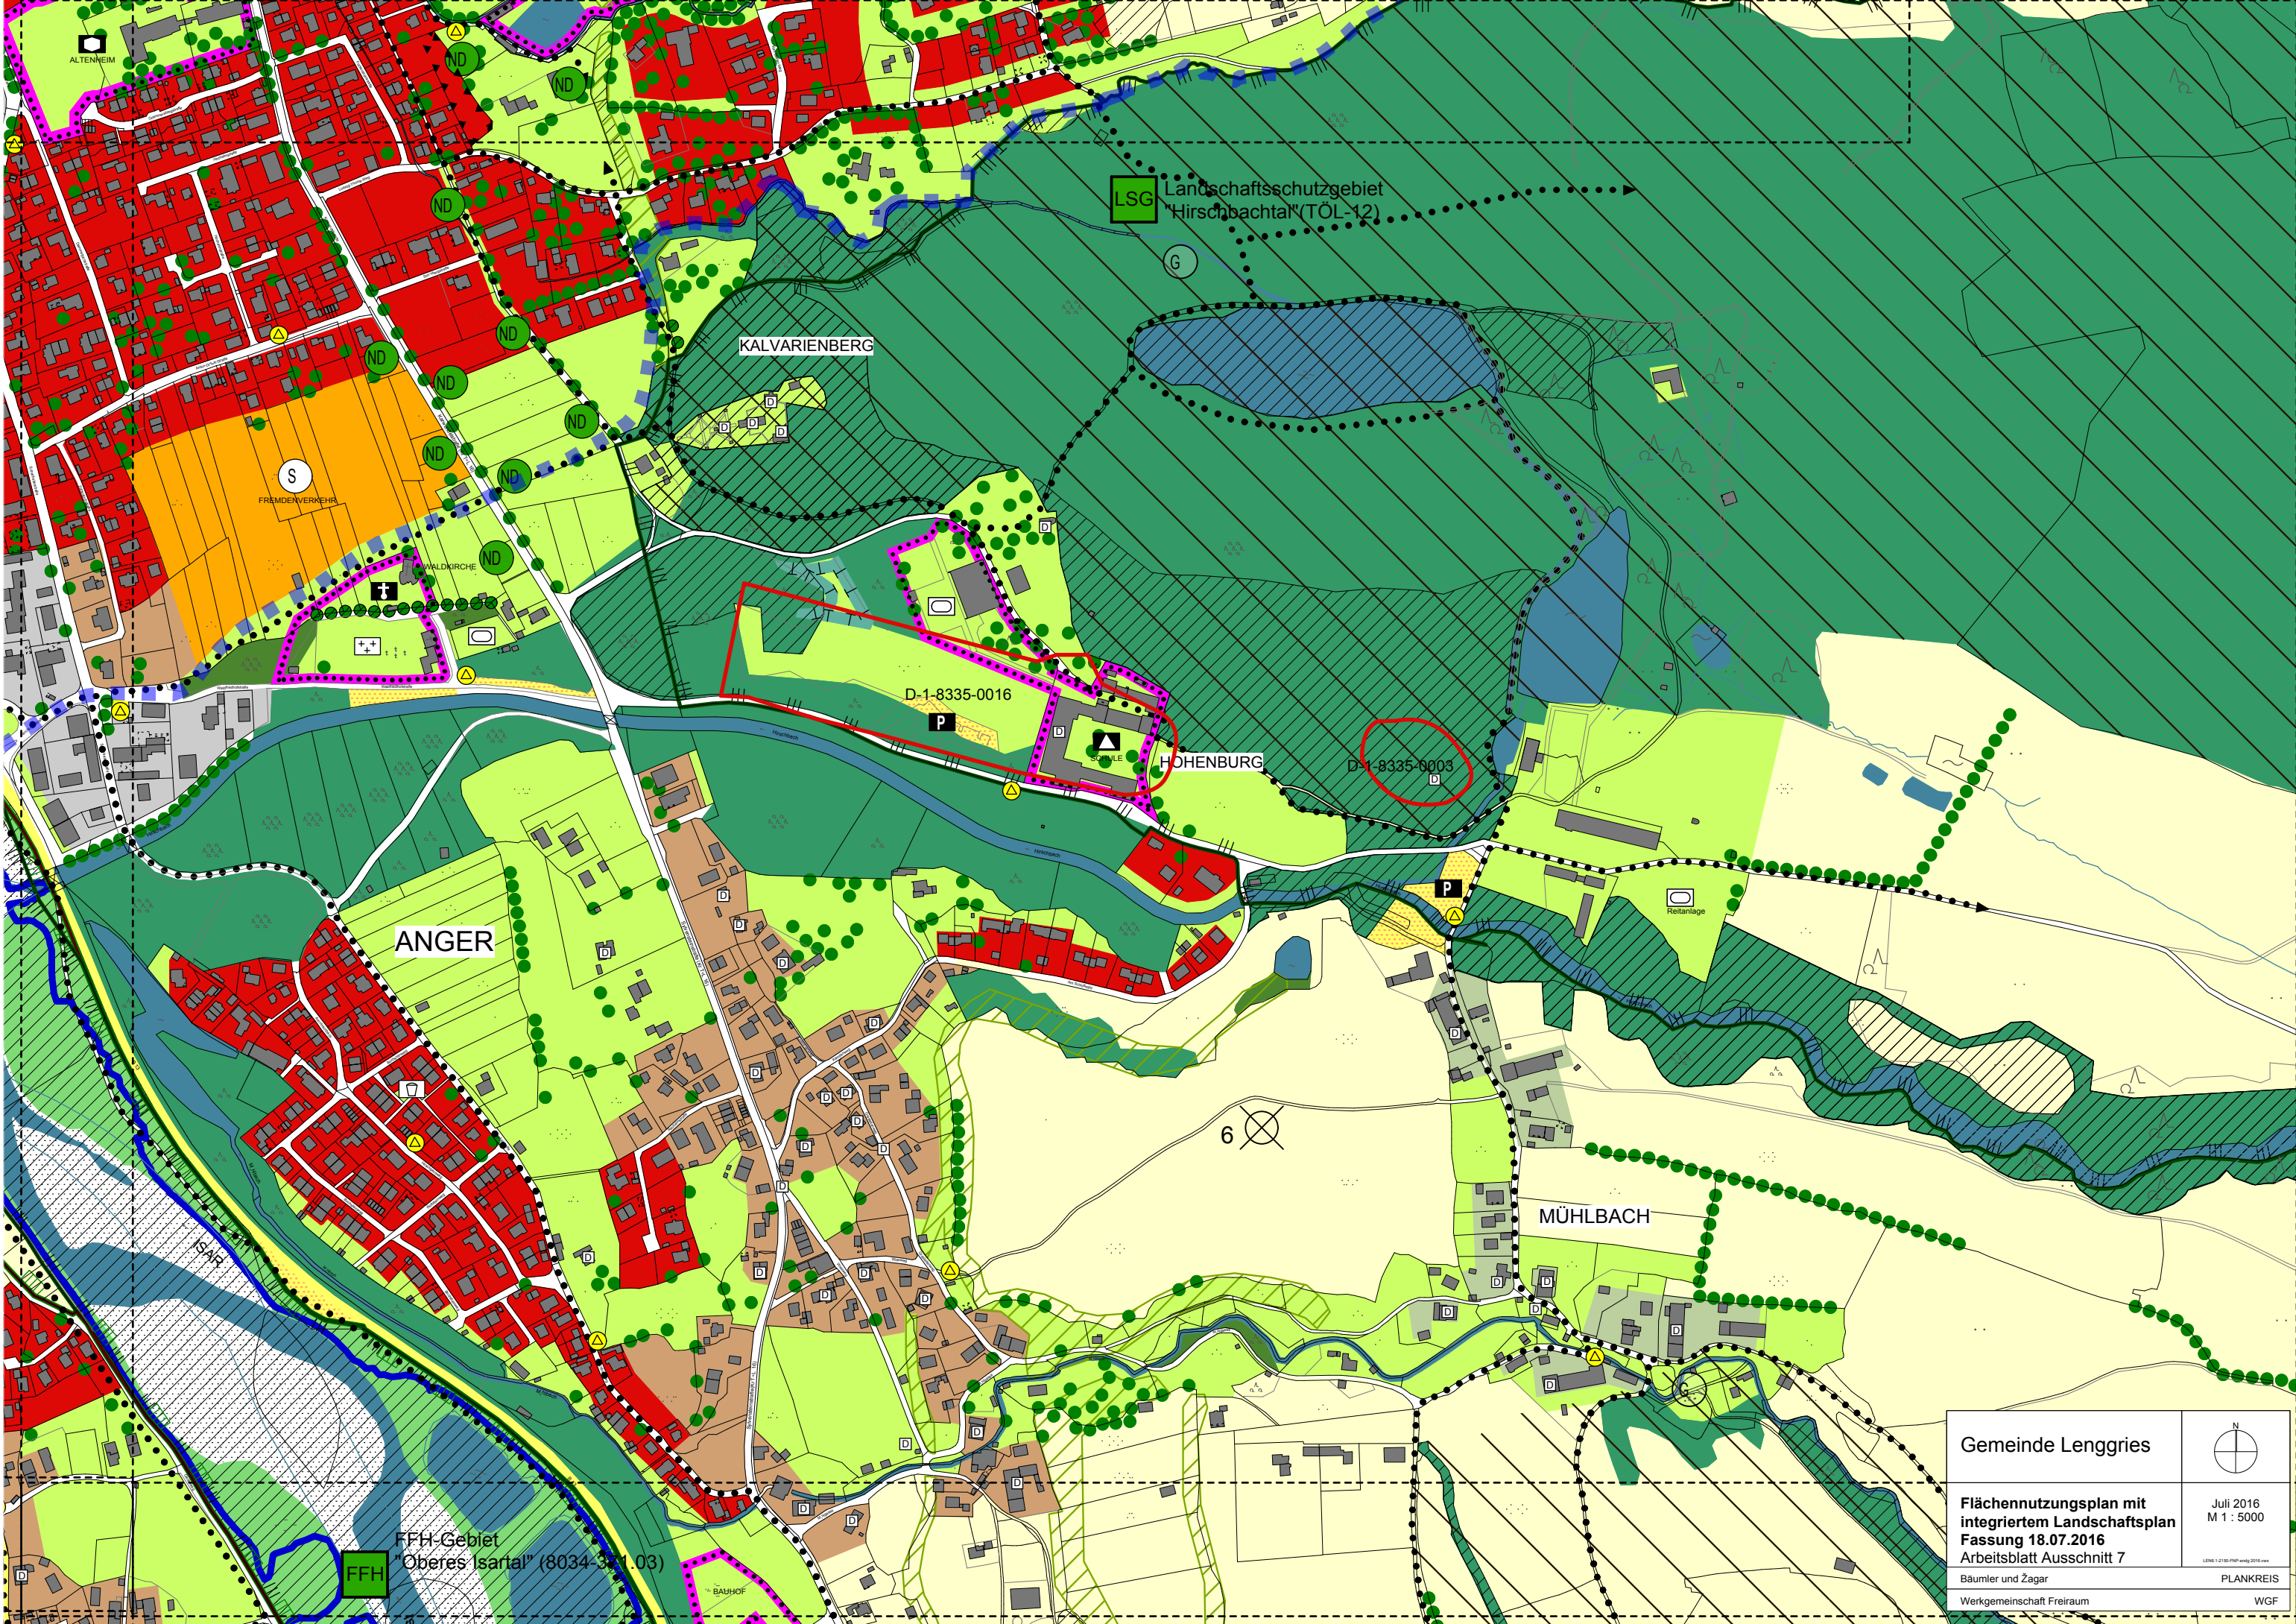 ALTENHEIM
ND
ND
ND
ND
ND
ND
ND
ND
ND
ND
LSG
Landschaftsschutzgebiet
"Hirschbachtal"(TÖL-12)
G
KALVARIENBERG
D
D
D
D
S
FREMDENVERKEHR
WALDKIRCHE
D
D-1-8335-0016
P
D
SCHULE
HOHENBURG
D-1-8335-0003
D
Hirschbach
Hirschbach
P
Reitanlage
ANGER
D
D
D
D
D
D
D
D
D
D
D
D
D
6
MÜHLBACH
ISAR
D
D
D
D
D
D
D
D
D
D
D
G
D
D
D
D
D
D
FFH
FFH-Gebiet
"Oberes Isartal" (8034-371.03)
BAUHOF
Gemeinde Lenggries
N
Flächennutzungsplan mit
integriertem Landschaftsplan
Fassung 18.07.2016
Arbeitsblatt Ausschnitt 7
Juli 2016
M 1 : 5000
Bäumler und Žagar
PLANKREIS
Werkgemeinschaft Freiraum
WGF